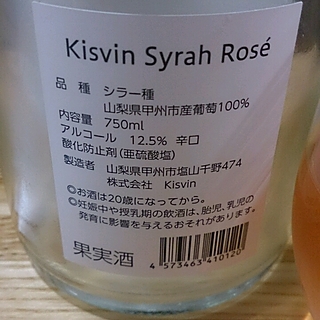 Kisvin Syrah Rosé
品 種 シラー種
山梨県甲州市産葡萄100%
内容量 750ml
アルコール 12.5% 辛口
酸化防止剤(亜硫酸塩)
製造者 山梨県甲州市塩山千野474
株式会社 Kisvin
◎お酒は20歳になってから。
◎妊娠中や授乳期の飲酒は、胎児、乳児の
発育に影響を与えるおそれがあります。
果実酒
4 573463 410120